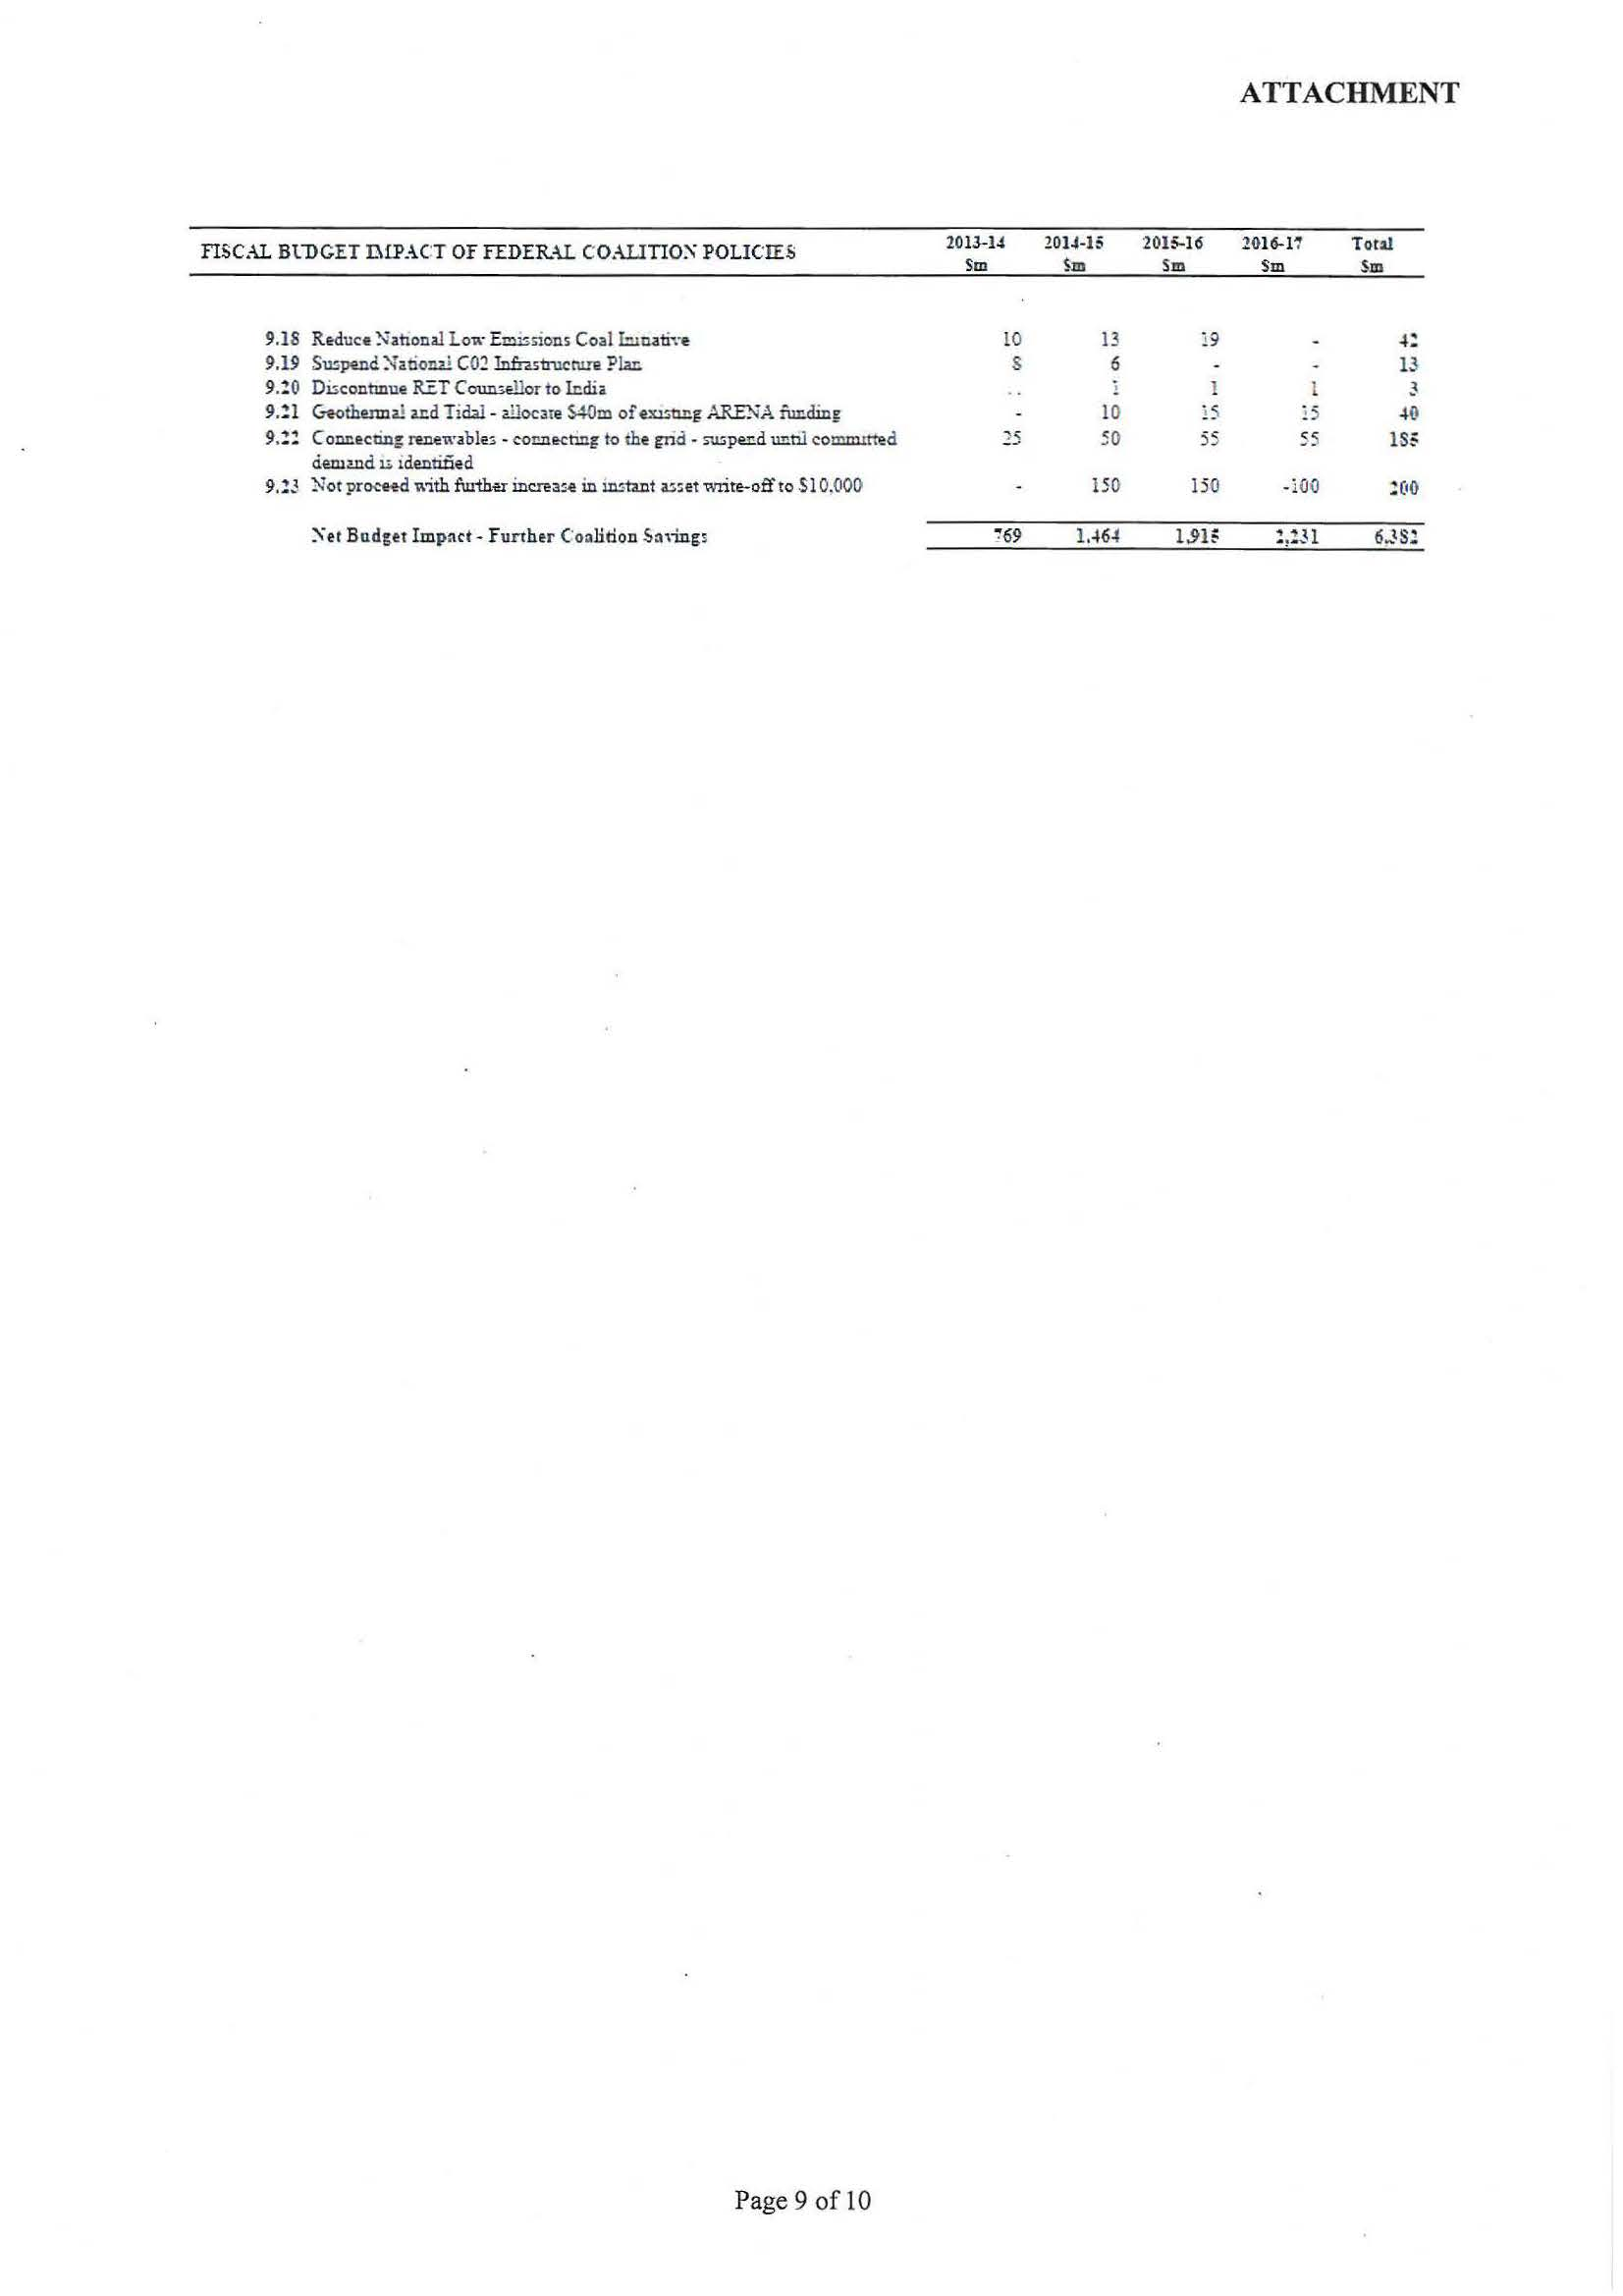 ATTACHMENT
FISCAL BUDGET IMPACT OF FEDERAL COALITION POLICIES 2013-14 2014-15 2015-16 2016-17 Total
$m $m $m $m $m
9.18 Reduce National Low Emissions Coal Initiative 10 13 19 - 42
9.19 Suspend National C02 Infrastructure Plan 8 6 - - 13
9.20 Discontinue RET Counsellor to India .. 1 1 1 3
9.21 Geothermal and Tidal - allocate $40m of existing ARENA funding - 10 15 15 40
9.22 Connecting renewables - connecting to the grid - suspend until committed 25 50 55 55 185
demand is identified
9.23 Not proceed with further increase in instant asset write-off to $10,000 - 150 150 -100 200
Net Budget Impact - Further Coalition Savings 769 1,464 1,918 2,231 6,382
Page 9 of 10